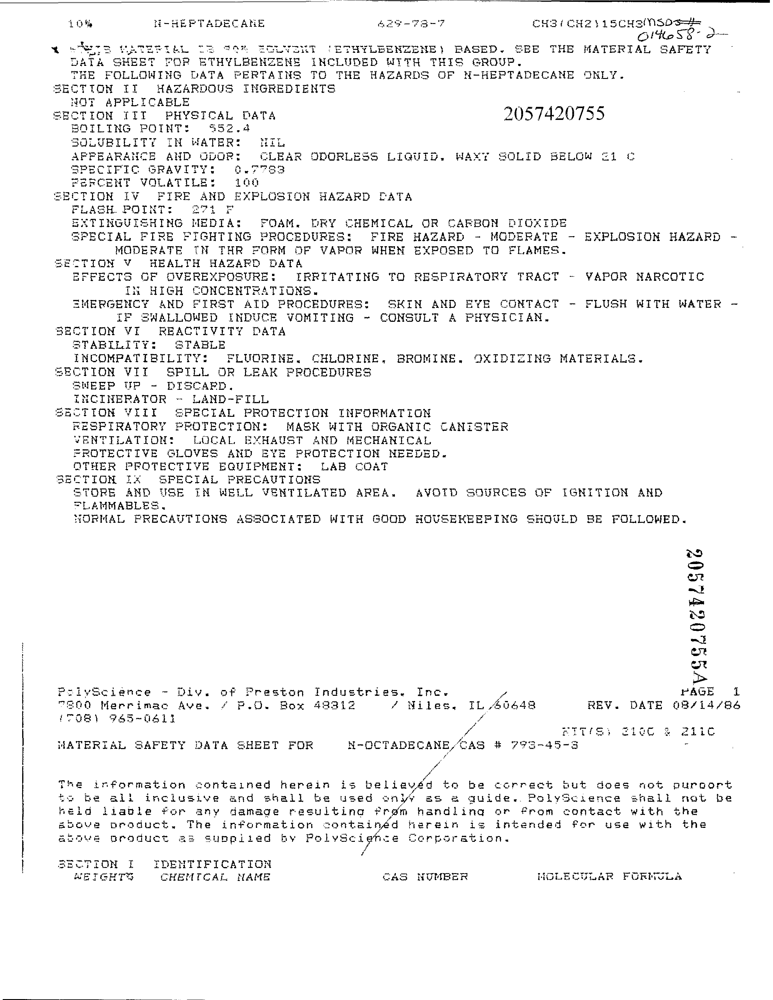 10% N-HEPTADECANE 629-78-7 CH3(CH2)15CH3 MSDS#
014658-2
* THIS MATERIAL IS 90% SOLVENT (ETHYLBENZENE) BASED. SEE THE MATERIAL SAFETY
DATA SHEET FOR ETHYLBENZENE INCLUDED WITH THIS GROUP.
THE FOLLOWING DATA PERTAINS TO THE HAZARDS OF N-HEPTADECANE ONLY.
SECTION II HAZARDOUS INGREDIENTS
NOT APPLICABLE
SECTION III PHYSICAL DATA
2057420755
BOILING POINT: 552.4
SOLUBILITY IN WATER: NIL
APPEARANCE AND ODOR: CLEAR ODORLESS LIQUID. WAXY SOLID BELOW 21 C
SPECIFIC GRAVITY: 0.7783
PERCENT VOLATILE: 100
SECTION IV FIRE AND EXPLOSION HAZARD DATA
FLASH POINT: 271 F
EXTINGUISHING MEDIA: FOAM. DRY CHEMICAL OR CARBON DIOXIDE
SPECIAL FIRE FIGHTING PROCEDURES: FIRE HAZARD - MODERATE - EXPLOSION HAZARD -
MODERATE IN THR FORM OF VAPOR WHEN EXPOSED TO FLAMES.
SECTION V HEALTH HAZARD DATA
EFFECTS OF OVEREXPOSURE: IRRITATING TO RESPIRATORY TRACT - VAPOR NARCOTIC
IN HIGH CONCENTRATIONS.
EMERGENCY AND FIRST AID PROCEDURES: SKIN AND EYE CONTACT - FLUSH WITH WATER -
IF SWALLOWED INDUCE VOMITING - CONSULT A PHYSICIAN.
SECTION VI REACTIVITY DATA
STABILITY: STABLE
INCOMPATIBILITY: FLUORINE. CHLORINE. BROMINE. OXIDIZING MATERIALS.
SECTION VII SPILL OR LEAK PROCEDURES
SWEEP UP - DISCARD.
INCINERATOR - LAND-FILL
SECTION VIII SPECIAL PROTECTION INFORMATION
RESPIRATORY PROTECTION: MASK WITH ORGANIC CANISTER
VENTILATION: LOCAL EXHAUST AND MECHANICAL
PROTECTIVE GLOVES AND EYE PROTECTION NEEDED.
OTHER PROTECTIVE EQUIPMENT: LAB COAT
SECTION IX SPECIAL PRECAUTIONS
STORE AND USE IN WELL VENTILATED AREA. AVOID SOURCES OF IGNITION AND
FLAMMABLES.
NORMAL PRECAUTIONS ASSOCIATED WITH GOOD HOUSEKEEPING SHOULD BE FOLLOWED.
2057420755A
PolyScience - Div. of Preston Industries. Inc. PAGE 1
7800 Merrimac Ave. / P.O. Box 48312 / Niles. IL 60648 REV. DATE 08/14/86
(708) 965-0611
KIT(S) 210C & 211C
MATERIAL SAFETY DATA SHEET FOR N-OCTADECANE CAS # 793-45-3
The information contained herein is believed to be correct but does not purport
to be all inclusive and shall be used only as a guide. PolyScience shall not be
held liable for any damage resulting from handling or from contact with the
above product. The information contained herein is intended for use with the
above product as supplied by PolyScience Corporation.
SECTION I IDENTIFICATION
WEIGHT% CHEMICAL NAME CAS NUMBER MOLECULAR FORMULA